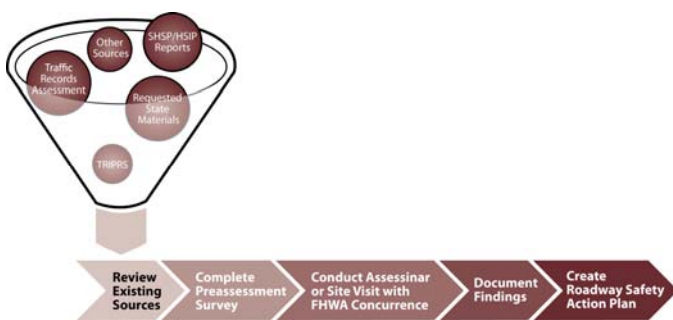 Other
Sources
SHSP/HSIP
Reports
Traffic
Records
Assessment
Requested
State
Materials
TRIPRS
Review
Existing
Sources
Complete
Preassessment
Survey
Conduct Assessinar
or Site Visit with
FHWA Concurrence
Document
Findings
Create
Roadway Safety
Action Plan